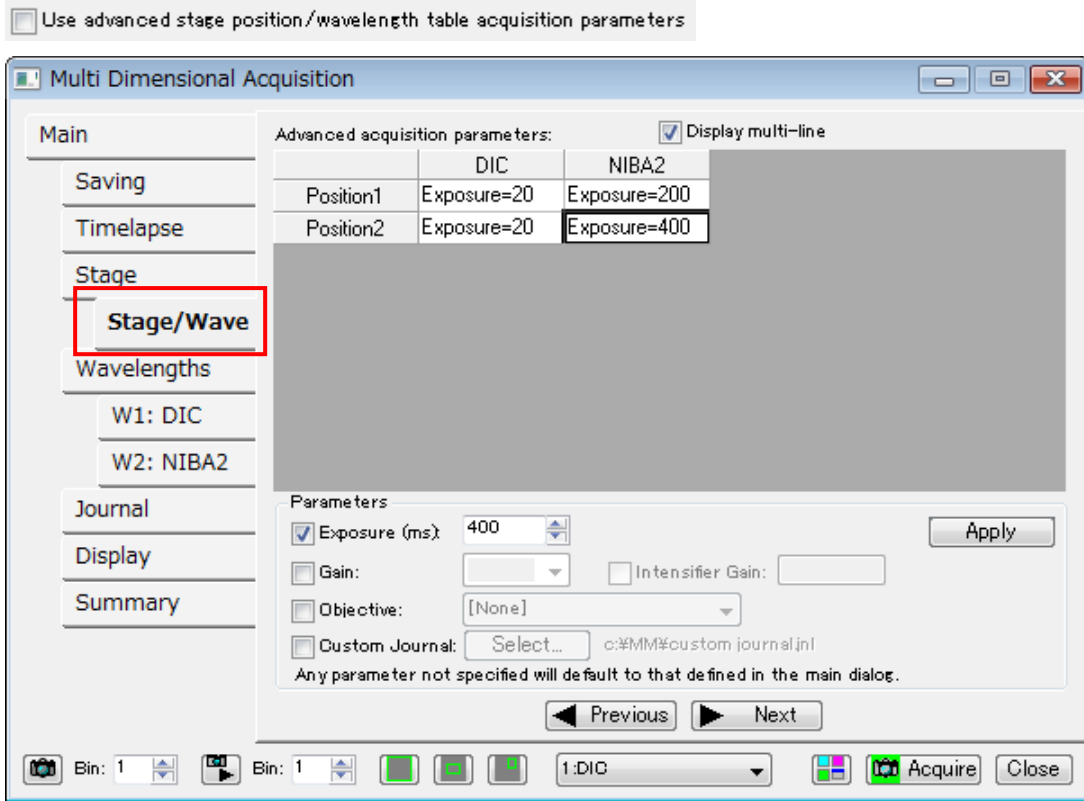 Use advanced stage position/wavelength table acquisition parameters
Multi Dimensional Acquisition
Main
Saving
Timelapse
Stage
Stage/Wave
Wavelengths
W1: DIC
W2: NIBA2
Journal
Display
Summary
Advanced acquisition parameters: Display multi-line
DIC NIBA2
Position1 Exposure=20 Exposure=200
Position2 Exposure=20 Exposure=400
Parameters
Exposure (ms): 400 Apply
Gain: Intensifier Gain:
Objective: [None]
Custom Journal: Select... c:¥MM¥custom journal.jnl
Any parameter not specified will default to that defined in the main dialog.
Previous Next
Bin: 1 Bin: 1 1:DIC Acquire Close